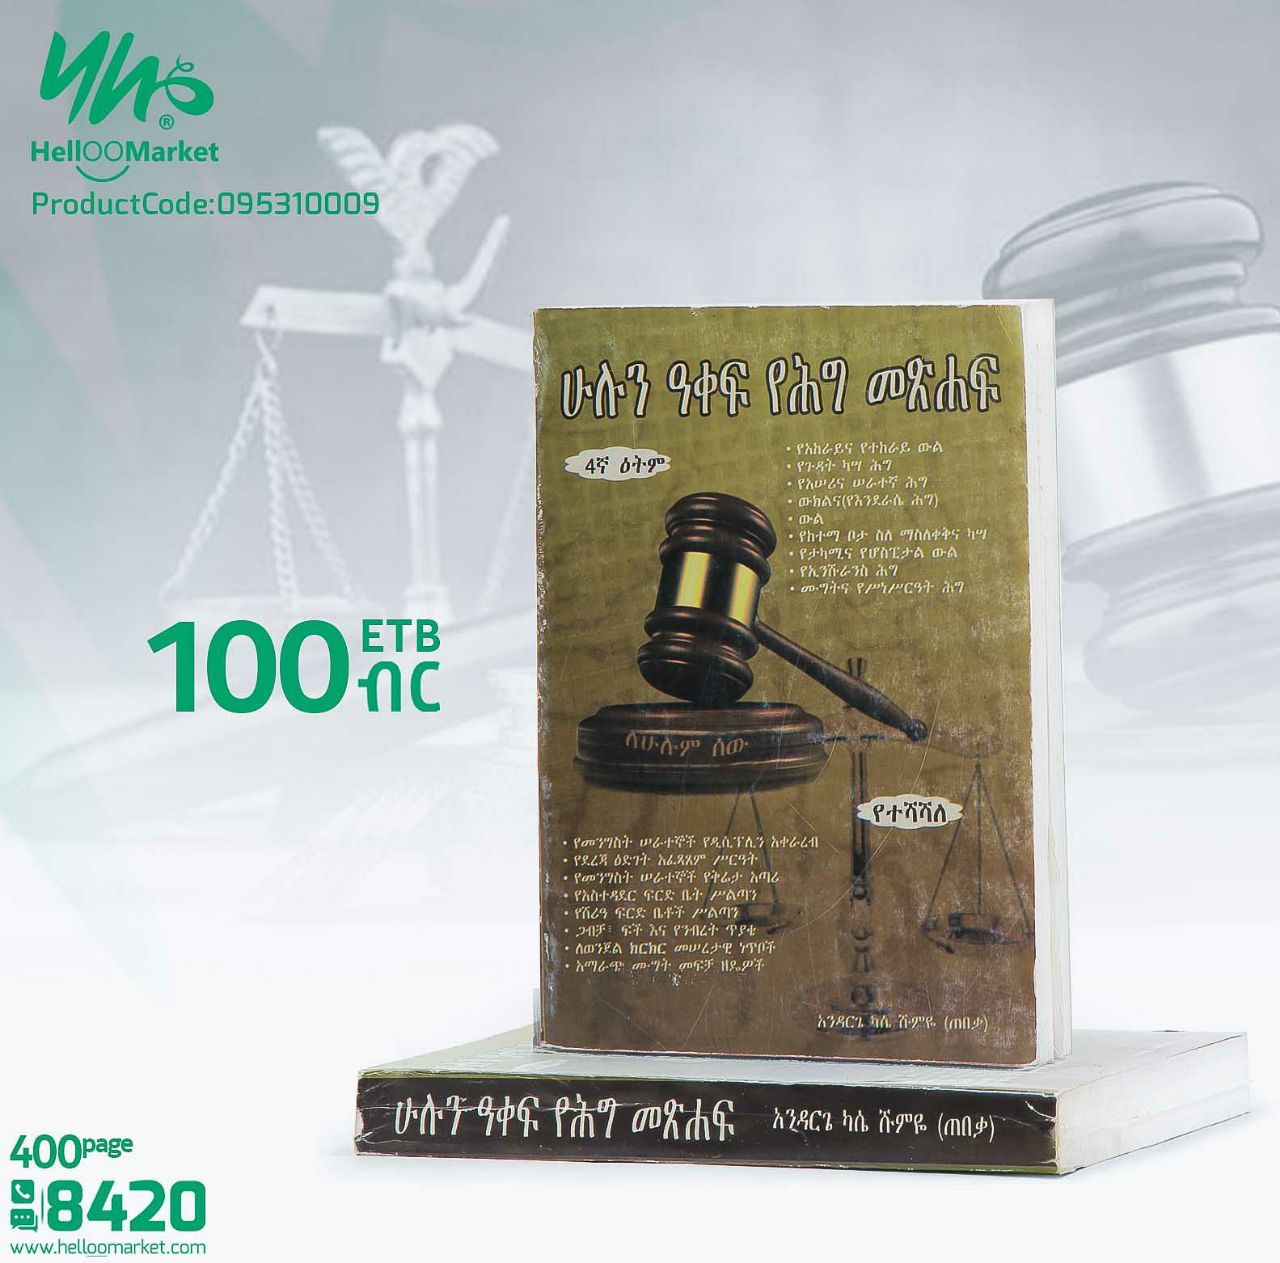 ሃሎ
®
HellOOMarket
ProductCode:095310009
100 ETB
ብር
ሁሉን ዓቀፍ የሕግ መጽሐፍ
4ኛ ዕትም
• የአከራይና የተከራይ ውል
• የጉዳት ካሣ ሕግ
• የአሠሪና ሠራተኛ ሕግ
• ውክልና(የእንደራሴ ሕግ)
• ውል
• የከተማ ቦታ ስለ ማስለቀቅና ካሣ
• የታካሚና የሆስፒታል ውል
• የኢንሹራንስ ሕግ
• ሙግትና የሥነሥርዓት ሕግ
ለሁሉም ሰው
የተሻሻለ
• የመንግስት ሠራተኞች የዲሲፕሊን አቀራረብ
• የደረጃ ዕድገት አፈጻጸም ሥርዓት
• የመንግስት ሠራተኞች የቅሬታ አጣሪ
• የአስተዳደር ፍርድ ቤት ሥልጣን
• የሸሪዓ ፍርድ ቤቶች ሥልጣን
• ጋብቻ፣ ፍች እና የንብረት ጥያቄ
• ለወንጀል ክርክር መሠረታዊ ነጥቦች
• አማራጭ ሙግት መፍቻ ዘዴዎች
አንዳርጌ ካሴ ሹምዬ (ጠበቃ)
ሁሉን ዓቀፍ የሕግ መጽሐፍ አንዳርጌ ካሴ ሹምዬ (ጠበቃ)
400page
8420
www.helloomarket.com